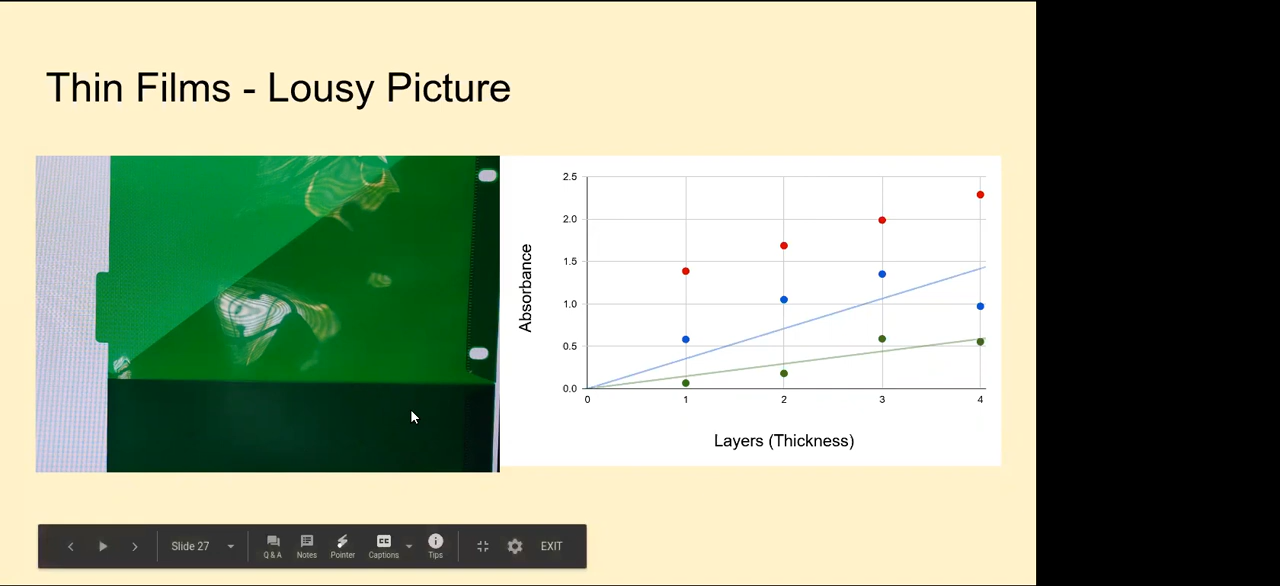 Thin Films - Lousy Picture
Absorbance
2.5
2.0
1.5
1.0
0.5
0.0
0 1 2 3 4
Layers (Thickness)
Slide 27
Q & A Notes Pointer Captions Tips EXIT
CC